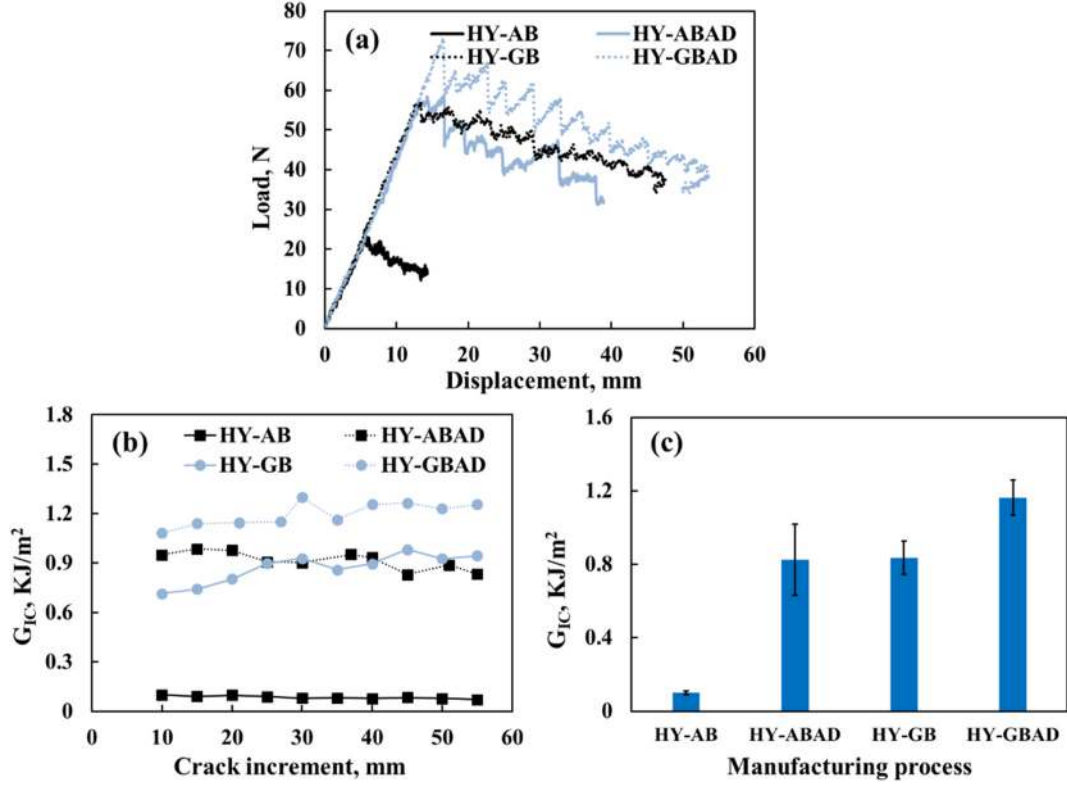 (a)
HY-AB HY-ABAD
HY-GB HY-GBAD
80
70
60
50
40
30
20
10
0
Load, N
0 10 20 30 40 50 60
Displacement, mm
(b)
HY-AB HY-ABAD
HY-GB HY-GBAD
1.8
1.5
1.2
0.9
0.6
0.3
0
G_IC, KJ/m²
0 10 20 30 40 50 60
Crack increment, mm
(c)
1.6
1.2
0.8
0.4
0
G_IC, KJ/m²
HY-AB HY-ABAD HY-GB HY-GBAD
Manufacturing process